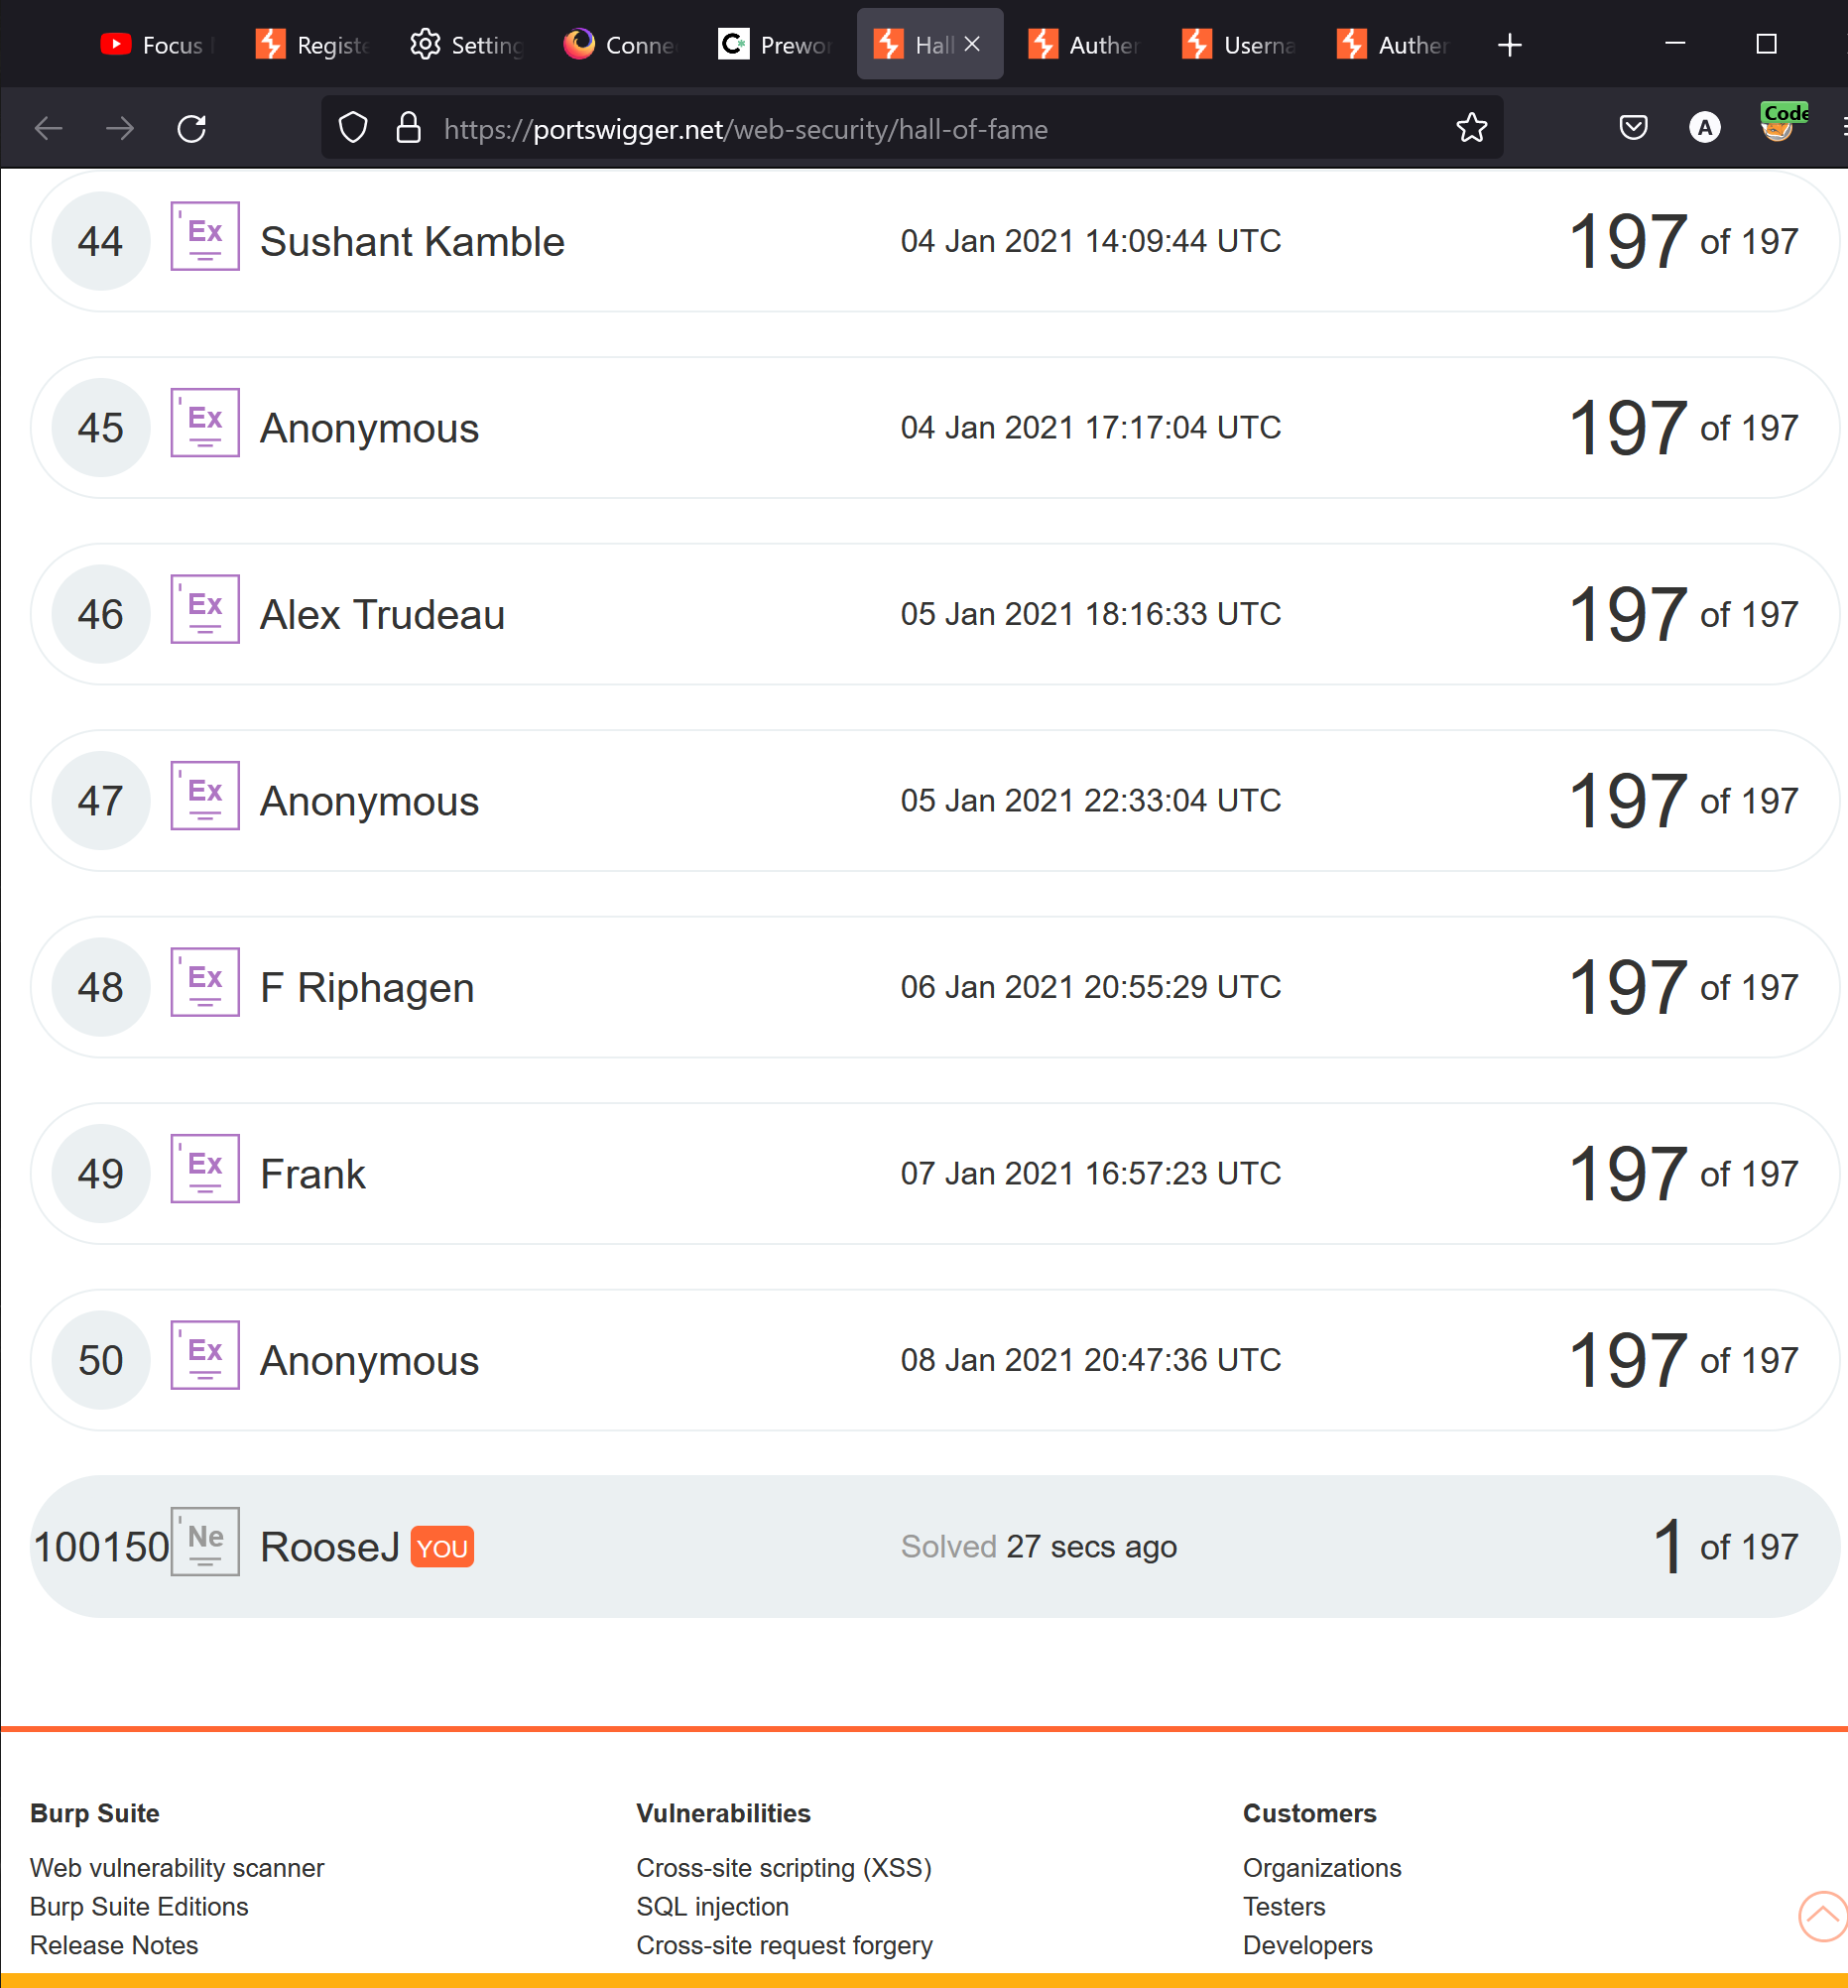 Focus Registe Setting Conne Prewor Hall Auther Userna Auther
https://portswigger.net/web-security/hall-of-fame A Code
44 Ex Sushant Kamble 04 Jan 2021 14:09:44 UTC 197 of 197
45 Ex Anonymous 04 Jan 2021 17:17:04 UTC 197 of 197
46 Ex Alex Trudeau 05 Jan 2021 18:16:33 UTC 197 of 197
47 Ex Anonymous 05 Jan 2021 22:33:04 UTC 197 of 197
48 Ex F Riphagen 06 Jan 2021 20:55:29 UTC 197 of 197
49 Ex Frank 07 Jan 2021 16:57:23 UTC 197 of 197
50 Ex Anonymous 08 Jan 2021 20:47:36 UTC 197 of 197
100150 Ne RooseJ YOU Solved 27 secs ago 1 of 197
Burp Suite Vulnerabilities Customers
Web vulnerability scanner Cross-site scripting (XSS) Organizations
Burp Suite Editions SQL injection Testers
Release Notes Cross-site request forgery Developers